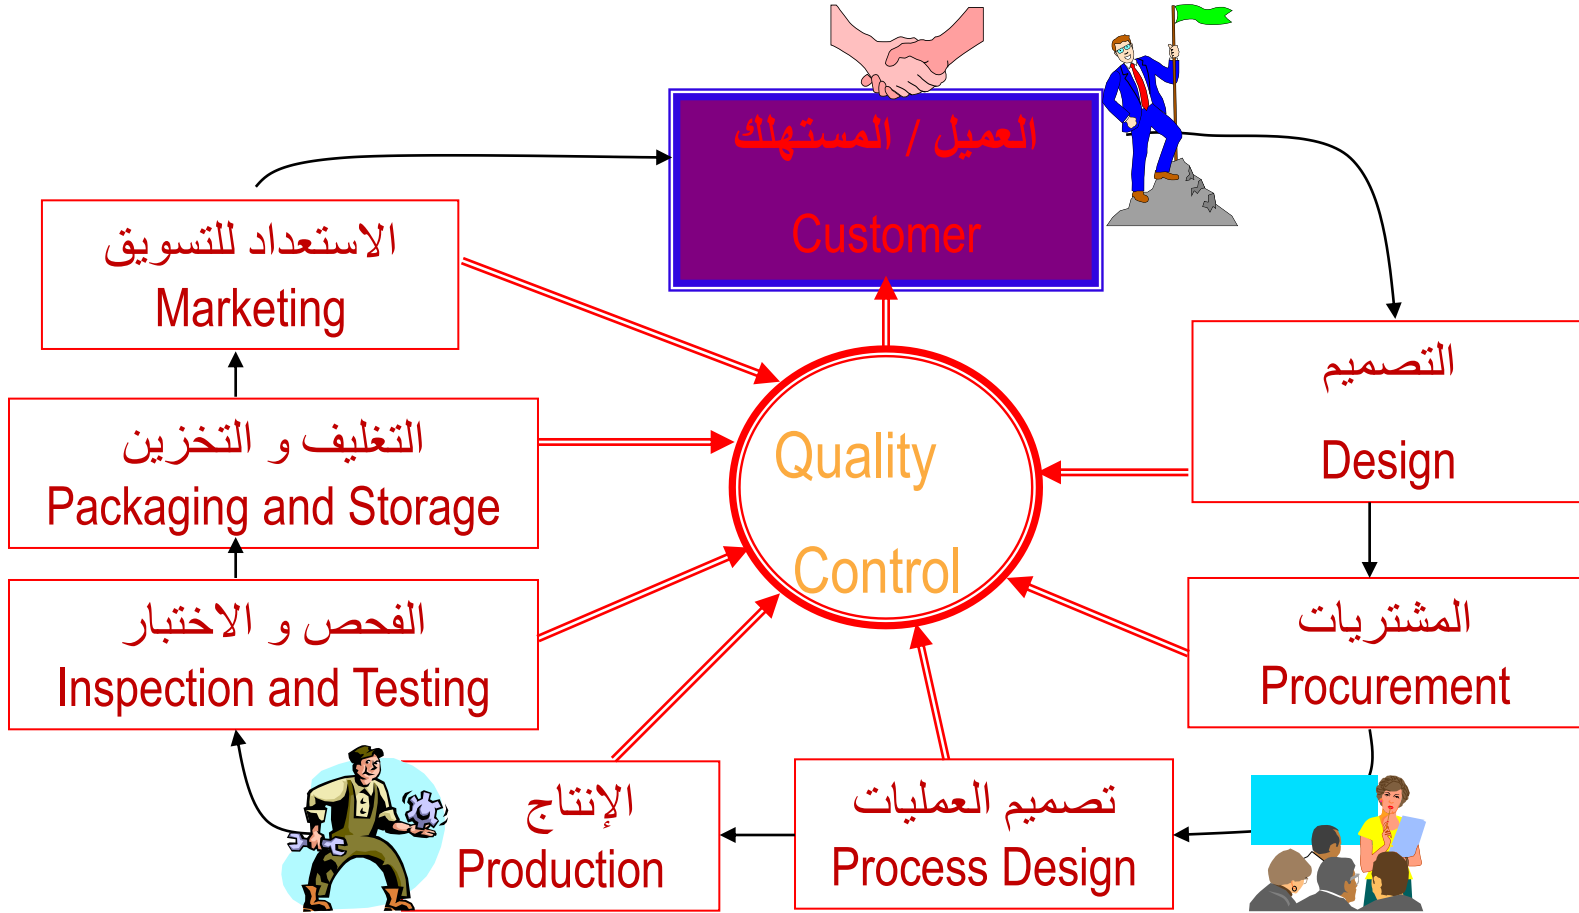 العميل / المستهلك
Customer
الاستعداد للتسويق
Marketing
التصميم
Design
التغليف و التخزين
Packaging and Storage
Quality
Control
الفحص و الاختبار
Inspection and Testing
المشتريات
Procurement
الإنتاج
Production
تصميم العمليات
Process Design